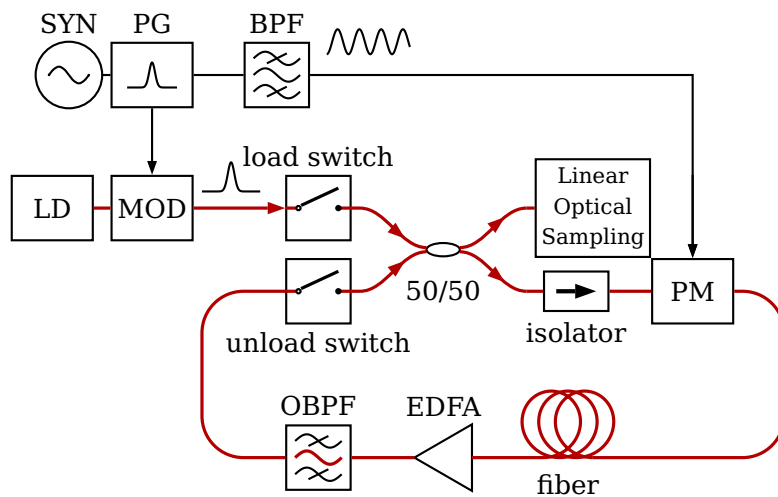 SYN
PG
BPF
load switch
LD
MOD
Linear
Optical
Sampling
50/50
PM
unload switch
isolator
OBPF
EDFA
fiber